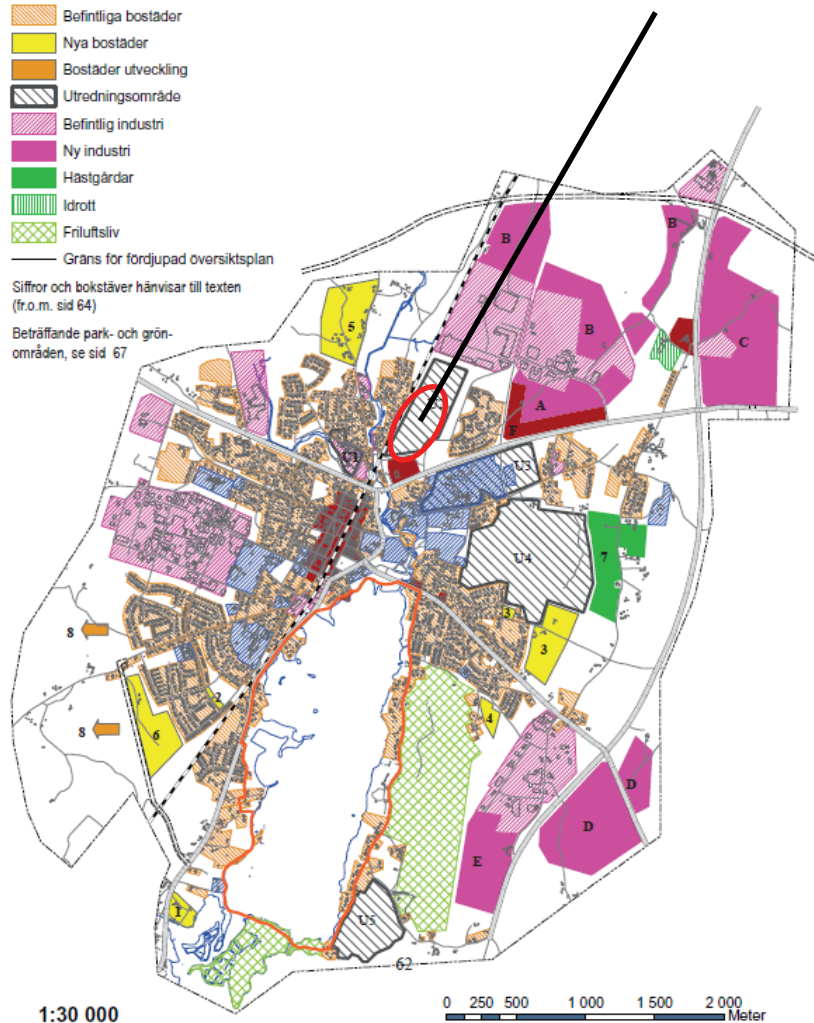 Befintliga bostäder
Nya bostäder
Bostäder utveckling
Utredningsområde
Befintlig industri
Ny industri
Hästgårdar
Idrott
Friluftsliv
Gräns för fördjupad översiktsplan
Siffror och bokstäver hänvisar till texten
(fr.o.m. sid 64)
Beträffande park- och grön-
områden, se sid 67
B
B
5
B
C
A
F
C1
U3
U4
7
3
8
3
2
4
8
6
D
D
E
1
U5
62
1:30 000
0 250 500 1 000 1 500 2 000
Meter